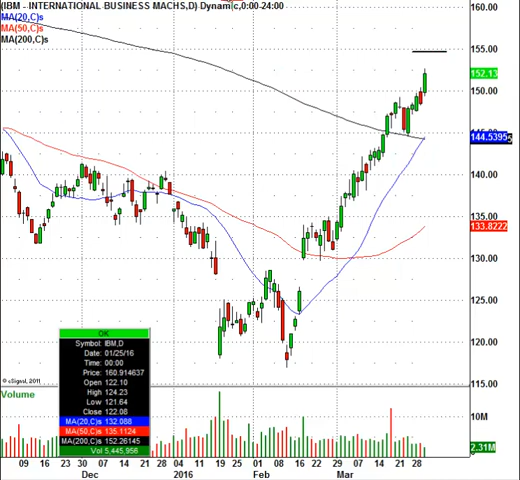 (IBM - INTERNATIONAL BUSINESS MACHS,D) Dynam(c,0:00-24:00
MA(20,C)s
MA(50,C)s
MA(200,C)s
160.00
155.00
152.13
150.00
144.5395
140.00
135.00
133.8222
130.00
125.00
120.00
115.00
OK
Symbol: IBM,D
Date: 01/25/16
Time: 00:00
Price: 160.914637
Open 122.10
High 124.23
Low 121.64
Close 122.08
MA(20,C)s 132.088
MA(50,C)s 135.1124
MA(200,C)s 152.26145
Vol 5,445,956
© eSignal, 2011
Volume
10M
2.31M
09 16 23 30 07 14 21 28 04 11 19 25 01 08 16 22 29 07 14 21 28
Dec 2016 Feb Mar